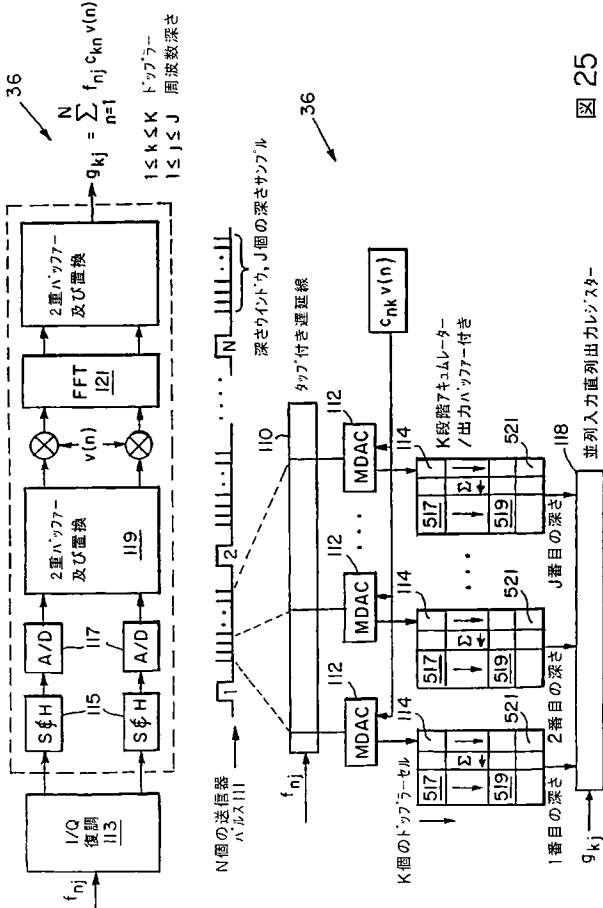 36
g_kj = Σ_{n=1}^{N} f_nj c_kn v(n)
1≤k≤K ドップラー
1≤j≤J 周波数深さ
f_nj
I/Q
復調
113
S¢H
S¢H
115
A/D
A/D
117
2重バッファー
及び置換
119
v(n)
FFT
121
2重バッファー
及び置換
N個の送信器
パルス111
1
2
N
深さウインドウ,J個の深さサンプル
36
f_nj
110
タップ付き遅延線
MDAC
112
MDAC
112
MDAC
112
c_nk v(n)
K個のドップラーセル
114
114
114
K段階アキュムレーター
/出力バッファー付き
517
Σ
519
521
517
Σ
519
521
517
Σ
519
521
1番目の深さ
2番目の深さ
J番目の深さ
118
並列入力直列出力レジスター
g_kj
図 25